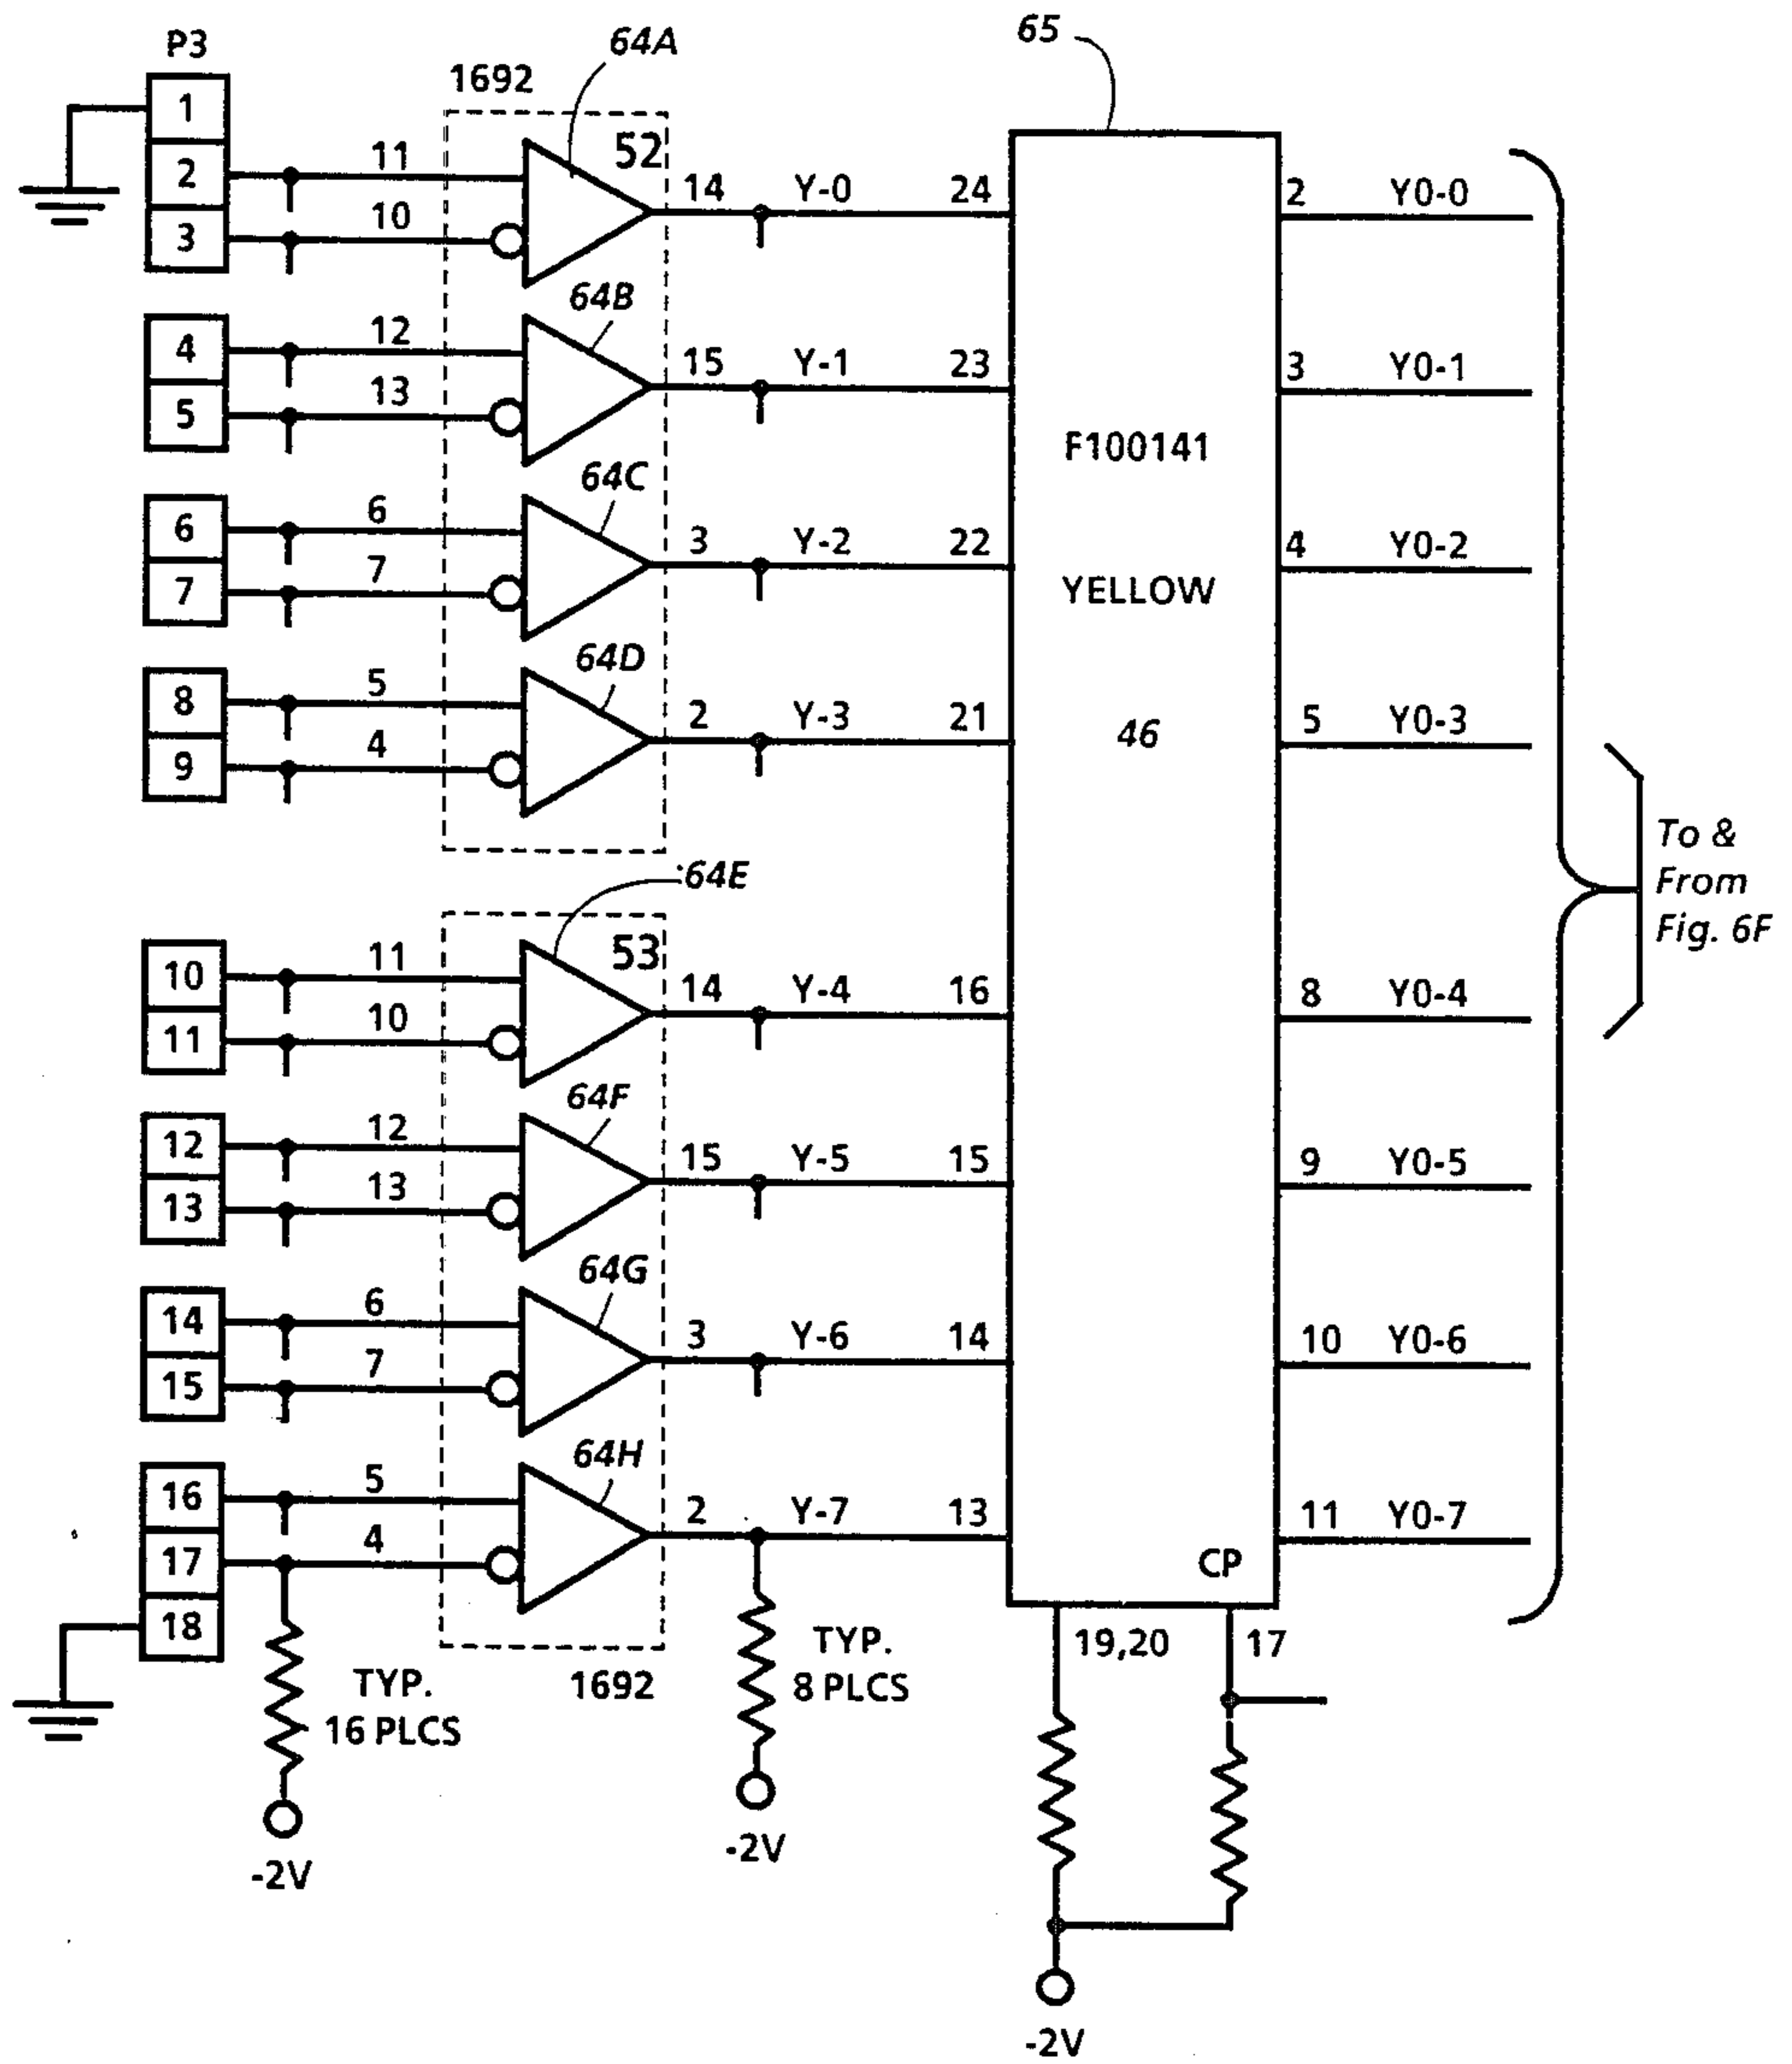 P3
64A
65
1692
1
52
2
11
14
Y-0
24
2
Y0-0
3
10
64B
4
12
15
Y-1
23
3
Y0-1
5
13
F100141
64C
6
6
3
Y-2
22
4
Y0-2
7
7
YELLOW
64D
8
5
2
Y-3
21
46
5
Y0-3
9
4
To &
From
Fig. 6F
64E
53
10
11
14
Y-4
16
8
Y0-4
11
10
64F
12
12
15
Y-5
15
9
Y0-5
13
13
64G
14
6
3
Y-6
14
10
Y0-6
15
7
64H
16
5
2
Y-7
13
11
Y0-7
17
4
CP
18
19,20
17
TYP.
8 PLCS
1692
TYP.
16 PLCS
-2V
-2V
-2V